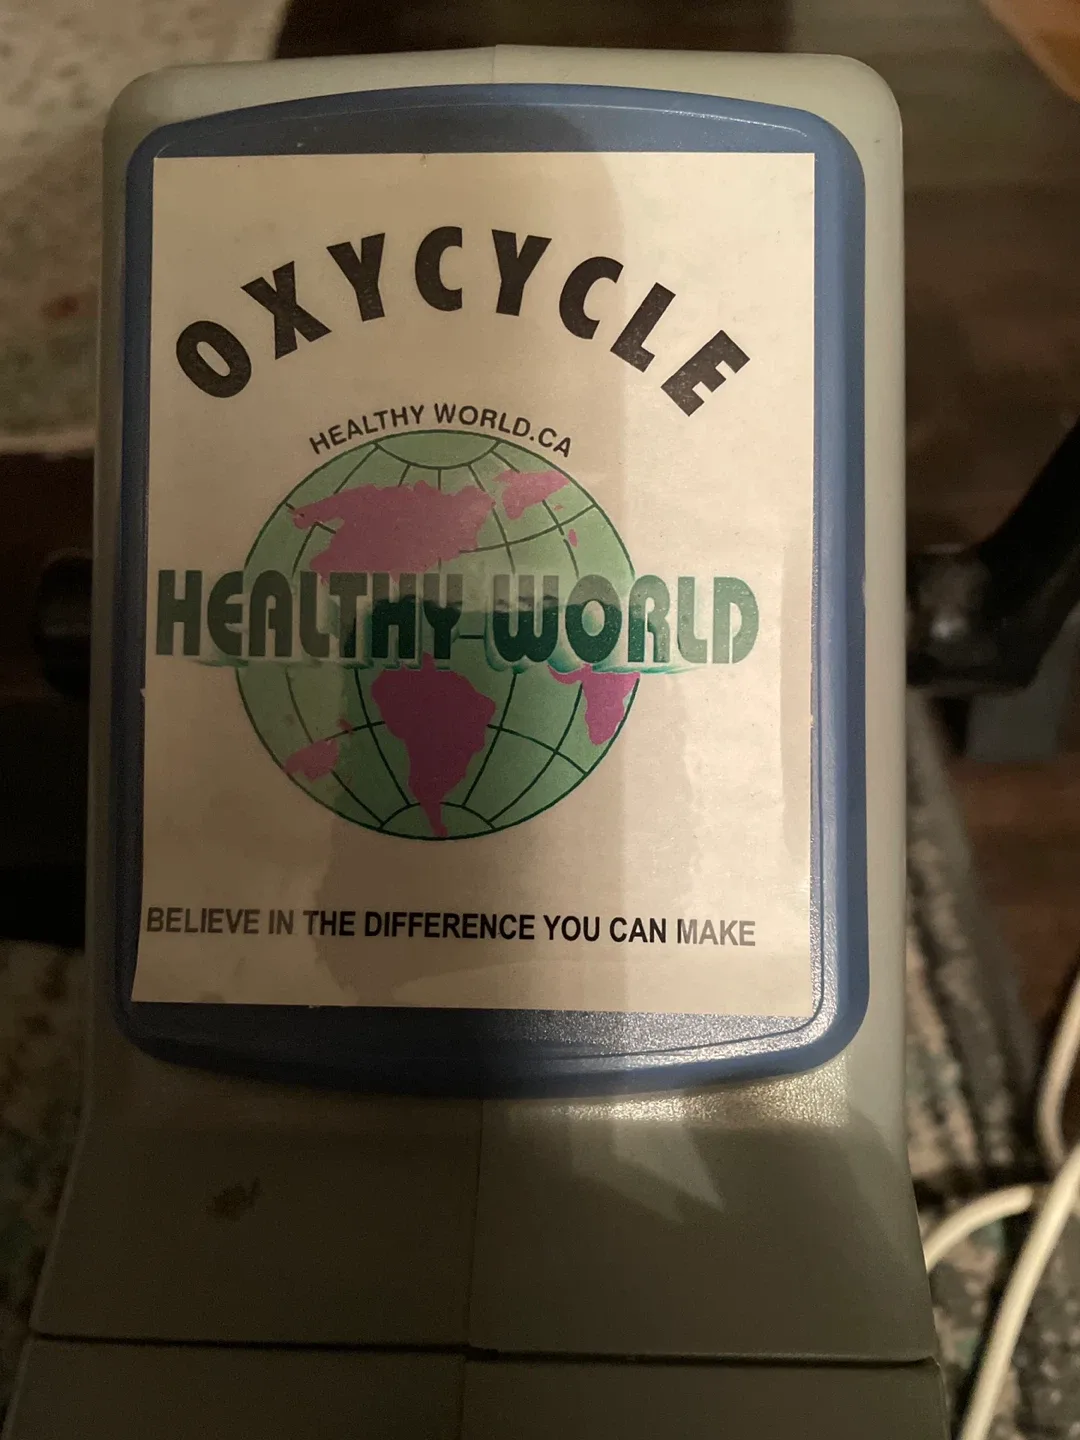 OXYCYCLE
HEALTHY WORLD.CA
HEALTHY WORLD
BELIEVE IN THE DIFFERENCE YOU CAN MAKE